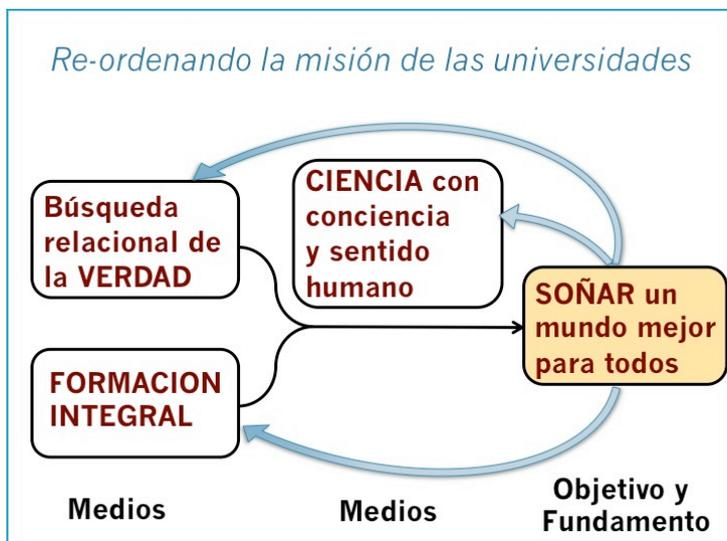 Re-ordenando la misión de las universidades
Búsqueda
relacional de
la VERDAD
CIENCIA con
conciencia
y sentido
humano
SOÑAR un
mundo mejor
para todos
FORMACION
INTEGRAL
Medios
Medios
Objetivo y
Fundamento